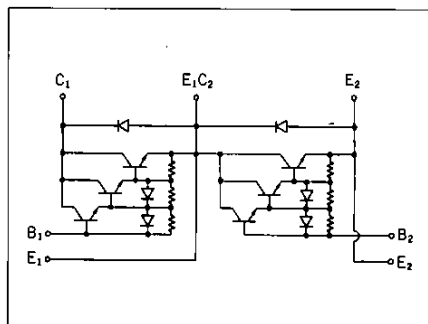 C₁ E₁C₂ E₂
B₁ B₂
E₁ E₂